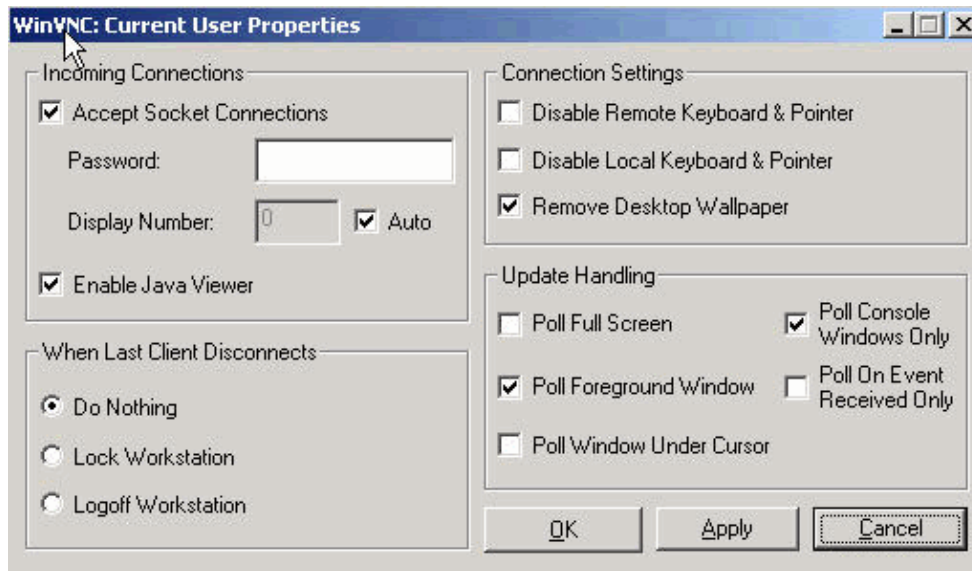 WinVNC: Current User Properties
Incoming Connections
Accept Socket Connections
Password:
Display Number: 0 Auto
Enable Java Viewer
When Last Client Disconnects
Do Nothing
Lock Workstation
Logoff Workstation
Connection Settings
Disable Remote Keyboard & Pointer
Disable Local Keyboard & Pointer
Remove Desktop Wallpaper
Update Handling
Poll Full Screen
Poll Console
Windows Only
Poll Foreground Window
Poll On Event
Received Only
Poll Window Under Cursor
OK Apply Cancel